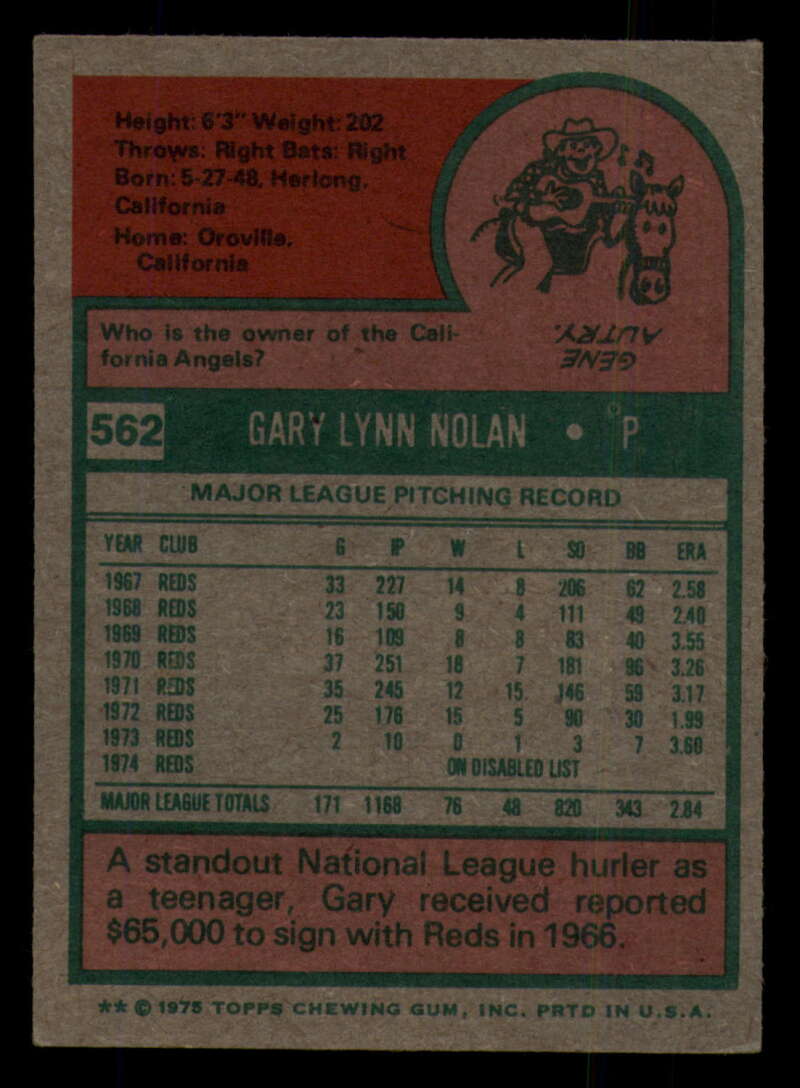 Height: 6'3" Weight: 202
Throws: Right Bats: Right
Born: 5-27-48, Herlong,
California
Home: Oroville,
California
Who is the owner of the Cali-
fornia Angels?
GENE
AUTRY.
562 GARY LYNN NOLAN • P
MAJOR LEAGUE PITCHING RECORD
YEAR CLUB G IP W L SO BB ERA
1967 REDS 33 227 14 8 206 62 2.58
1968 REDS 23 150 9 4 111 49 2.40
1969 REDS 16 109 8 8 83 40 3.55
1970 REDS 37 251 18 7 181 96 3.26
1971 REDS 35 245 12 15 146 59 3.17
1972 REDS 25 176 15 5 90 30 1.99
1973 REDS 2 10 0 1 3 7 3.60
1974 REDS ON DISABLED LIST
MAJOR LEAGUE TOTALS 171 1168 76 48 820 343 2.84
A standout National League hurler as
a teenager, Gary received reported
$65,000 to sign with Reds in 1966.
** © 1975 TOPPS CHEWING GUM, INC. PRTD IN U.S.A.